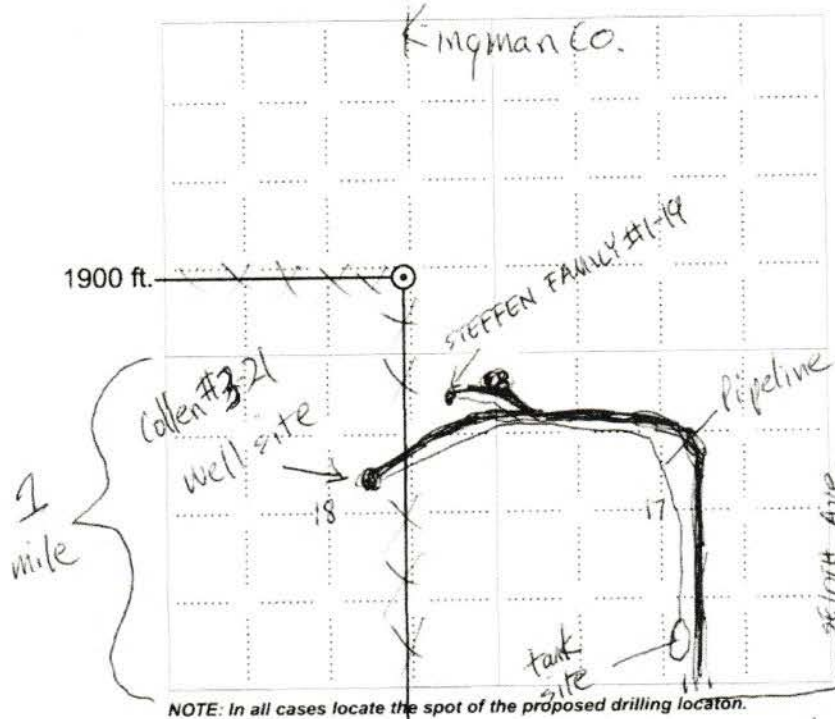 Kingman Co.
1900 ft.
STEFFEN FAMILY #1-19
Collen #3-21
well site
Pipeline
1
mile
18
17
tank
site
NOTE: In all cases locate the spot of the proposed drilling locaton.